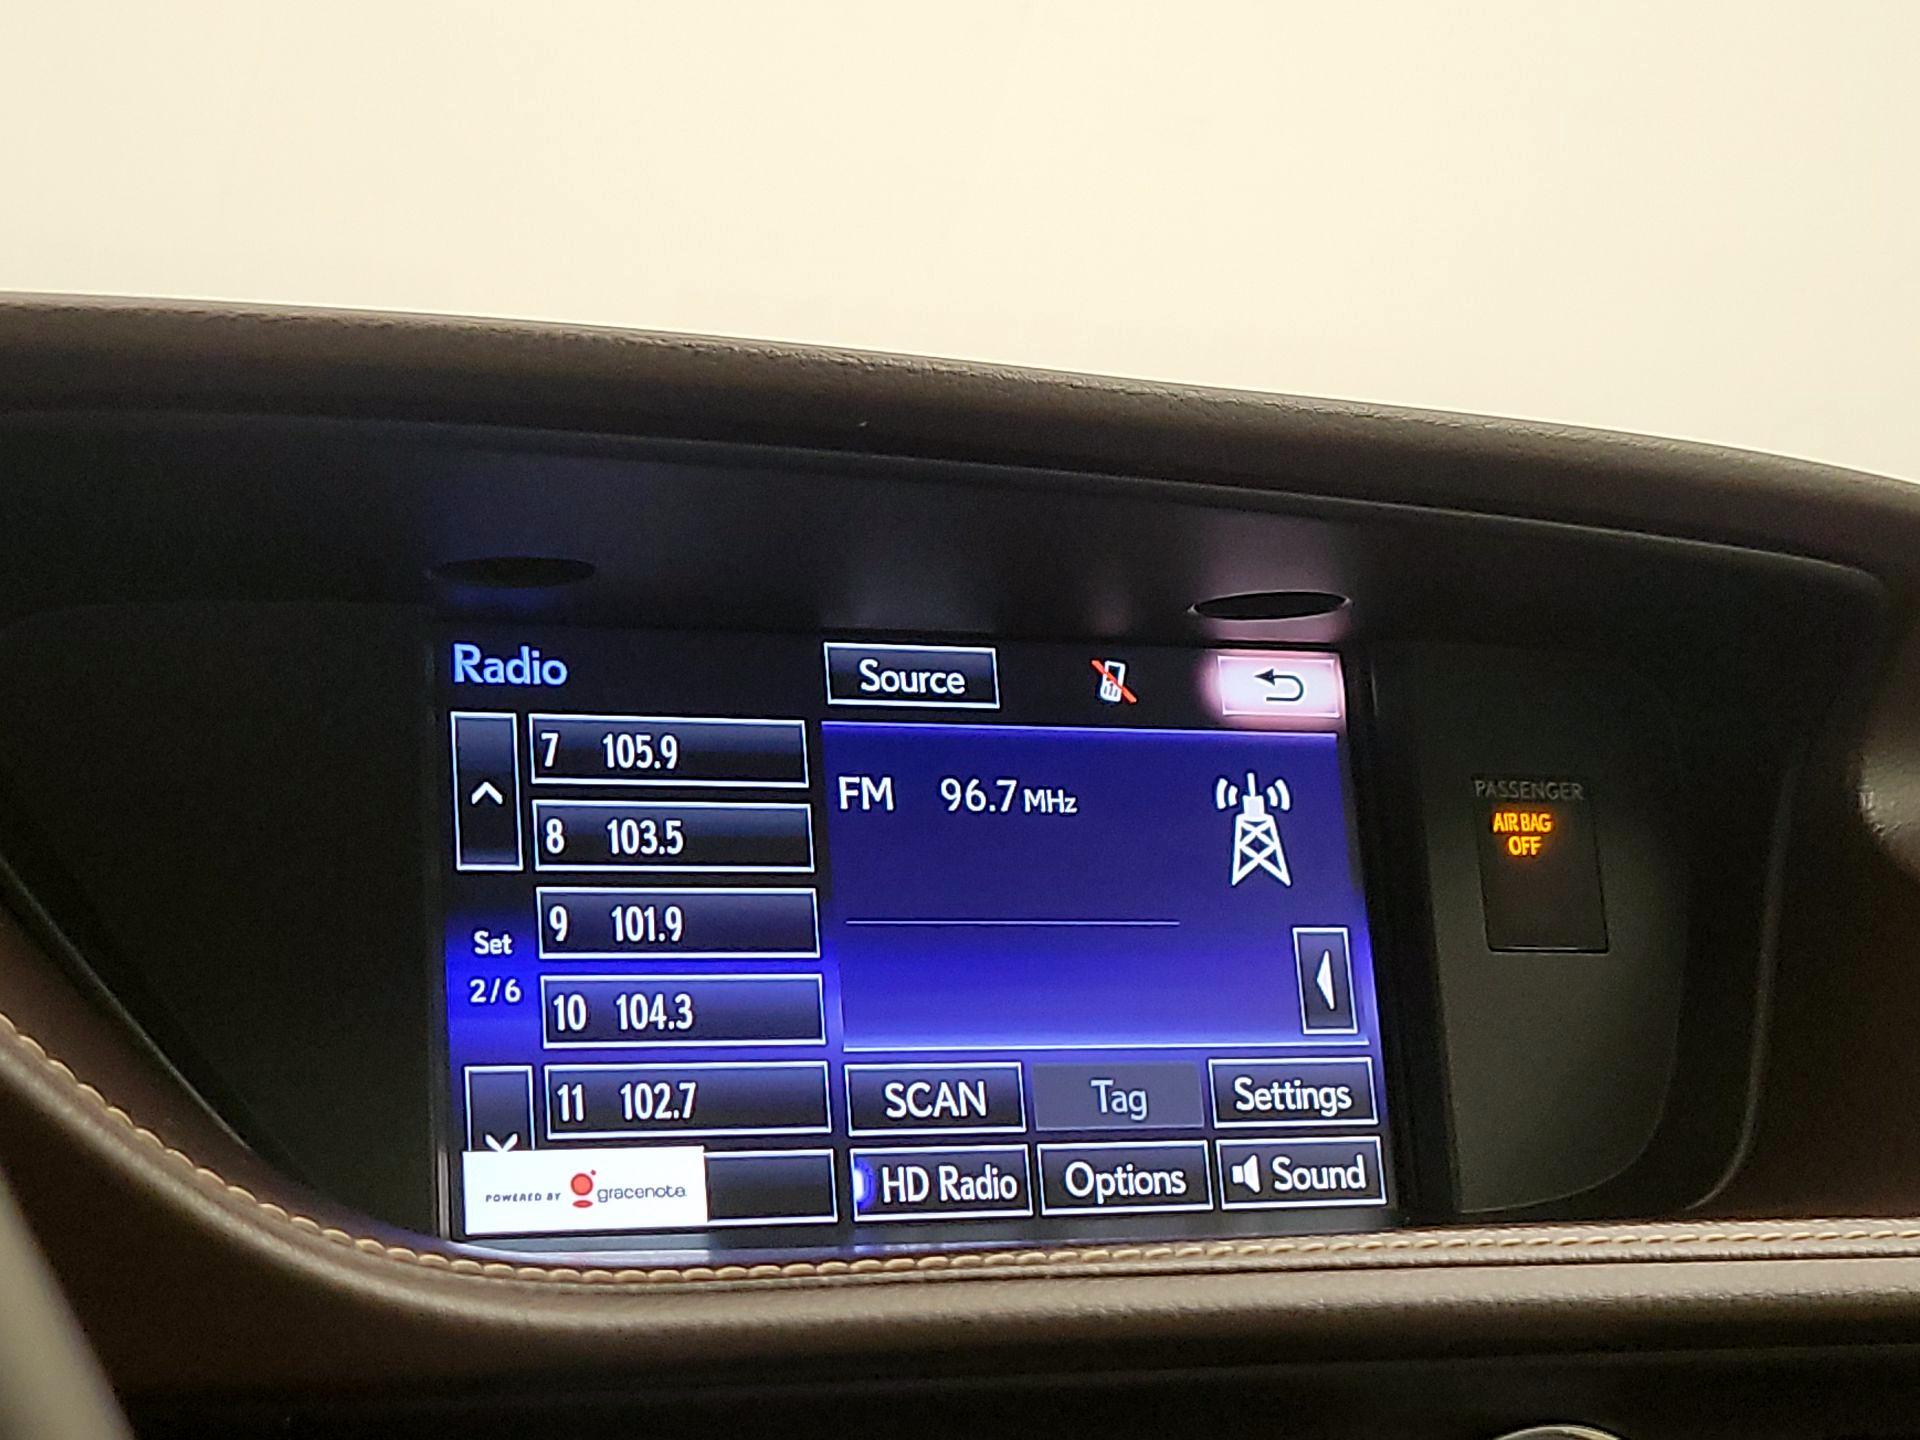 Radio
Source
7 105.9
8 103.5
9 101.9
10 104.3
11 102.7
Set
2/6
FM 96.7 MHz
SCAN
Tag
Settings
HD Radio
Options
Sound
POWERED BY gracenote
PASSENGER
AIR BAG
OFF